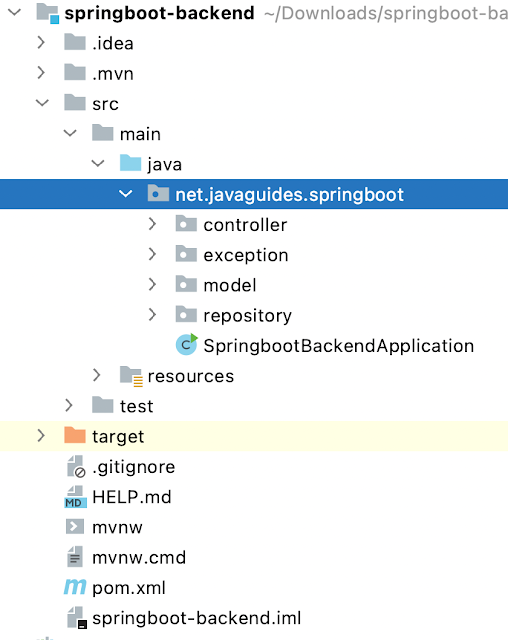 springboot-backend ~/Downloads/springboot-ba
.idea
.mvn
src
main
java
net.javaguides.springboot
controller
exception
model
repository
C SpringbootBackendApplication
resources
test
target
.gitignore
MD HELP.md
mvnw
mvnw.cmd
m pom.xml
springboot-backend.iml